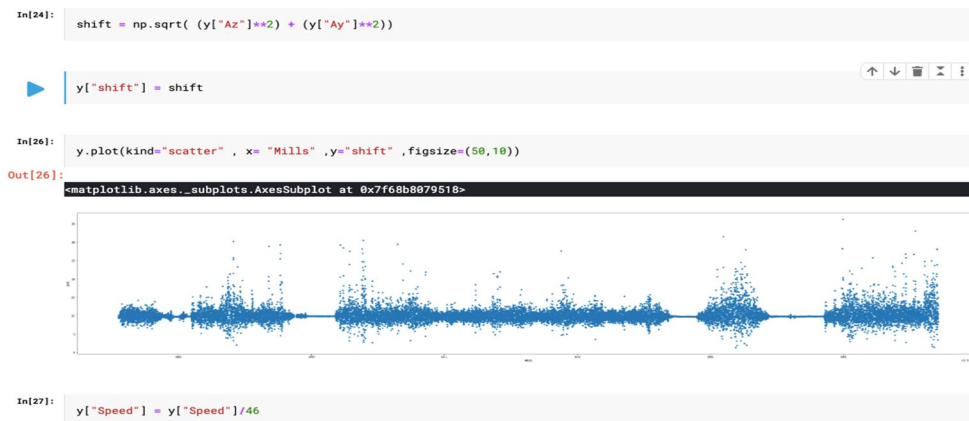 In[24]:
shift = np.sqrt( (y["Az"]**2) + (y["Ay"]**2))
y["shift"] = shift
In[26]:
y.plot(kind="scatter" , x= "Mills" ,y="shift" ,figsize=(50,10))
Out[26]:
<matplotlib.axes._subplots.AxesSubplot at 0x7f68b8079518>
In[27]:
y["Speed"] = y["Speed"]/46